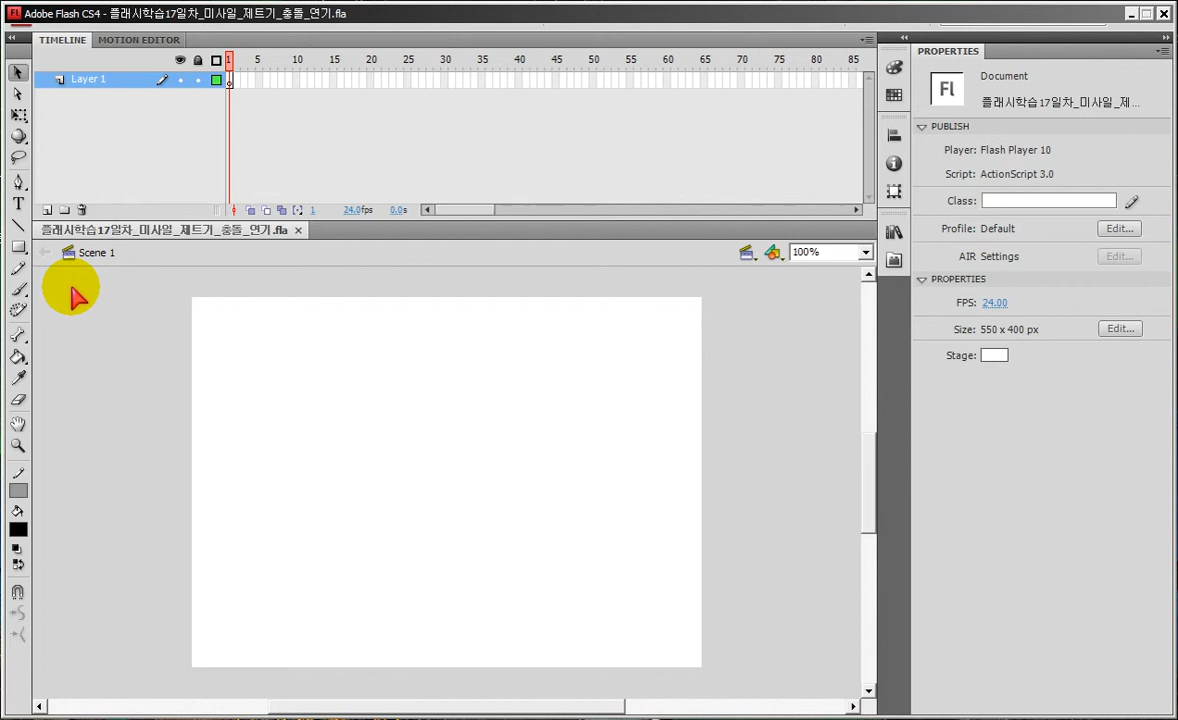 Adobe Flash CS4 - 플래시학습17일차_미사일_제트기_충돌_연기.fla
TIMELINE MOTION EDITOR
1 5 10 15 20 25 30 35 40 45 50 55 60 65 70 75 80 85
Layer 1
1 24.0fps 0.0s
플래시학습17일차_미사일_제트기_충돌_연기.fla
Scene 1
100%
PROPERTIES
Fl
Document
플래시학습17일차_미사일_제...
PUBLISH
Player: Flash Player 10
Script: ActionScript 3.0
Class:
Profile: Default Edit...
AIR Settings Edit...
PROPERTIES
FPS: 24.00
Size: 550 x 400 px Edit...
Stage: